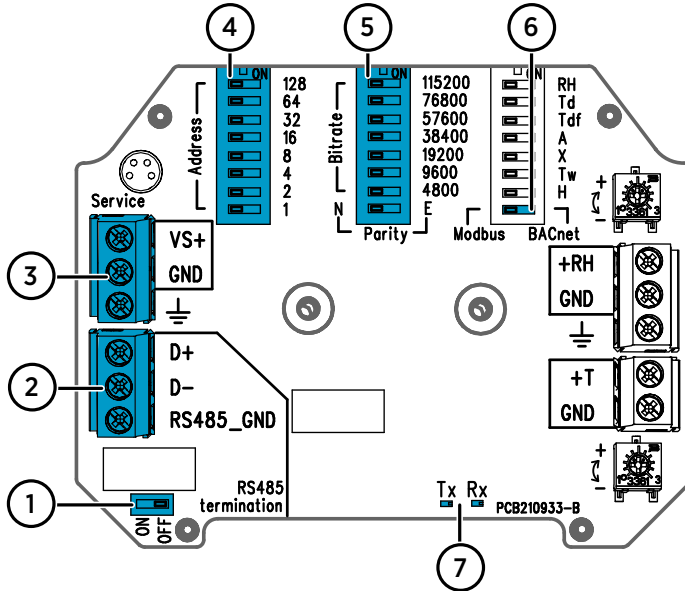 4
5
6
ON
ON
ON
128
64
32
16
8
4
2
1
Address
115200
76800
57600
38400
19200
9600
4800
Bitrate
N
E
Parity
RH
Td
Tdf
A
X
Tw
H
Modbus
BACnet
Service
3
VS+
GND
2
D+
D-
RS485_GND
+RH
GND
+T
GND
+
-
+
-
1
ON
OFF
RS485
termination
Tx
Rx
PCB210933-B
7